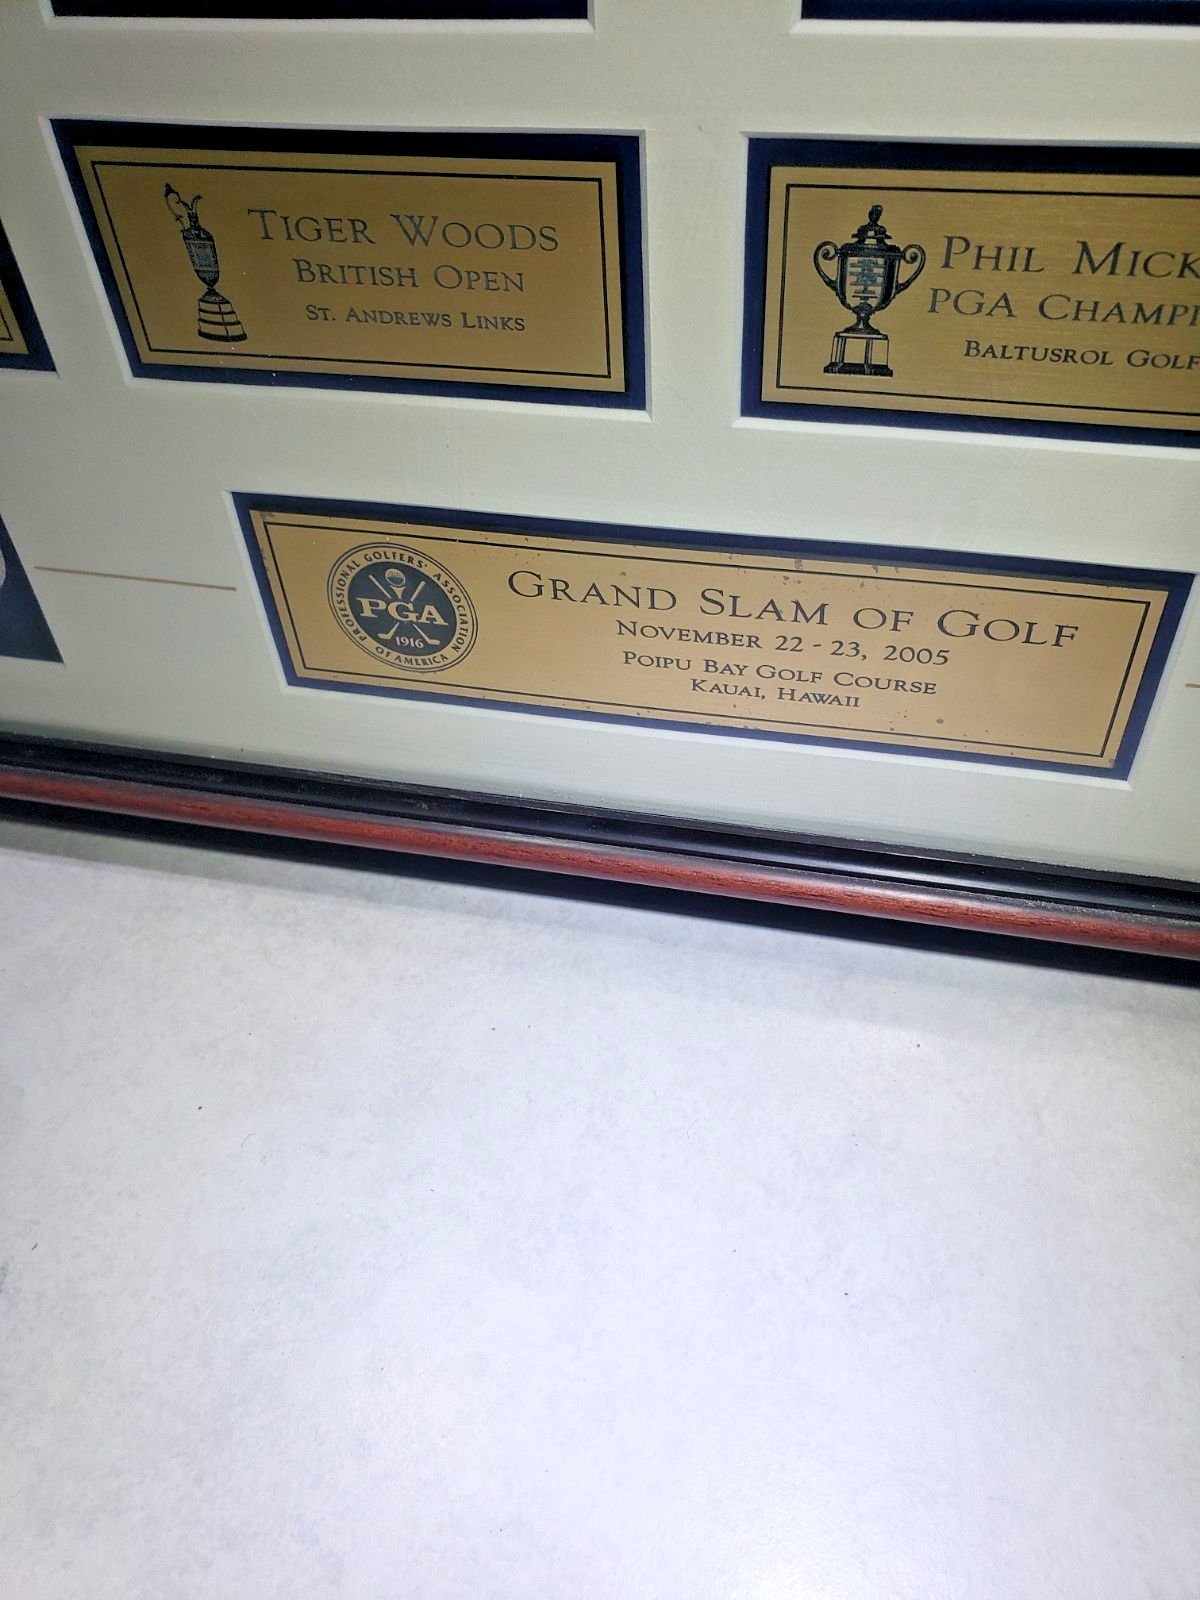 TIGER WOODS
BRITISH OPEN
ST. ANDREWS LINKS
PHIL MICK
PGA CHAMPI
BALTUSROL GOLF
PROFESSIONAL GOLFERS' ASSOCIATION
PGA
1916
OF AMERICA
GRAND SLAM OF GOLF
NOVEMBER 22 - 23, 2005
POIPU BAY GOLF COURSE
KAUAI, HAWAII